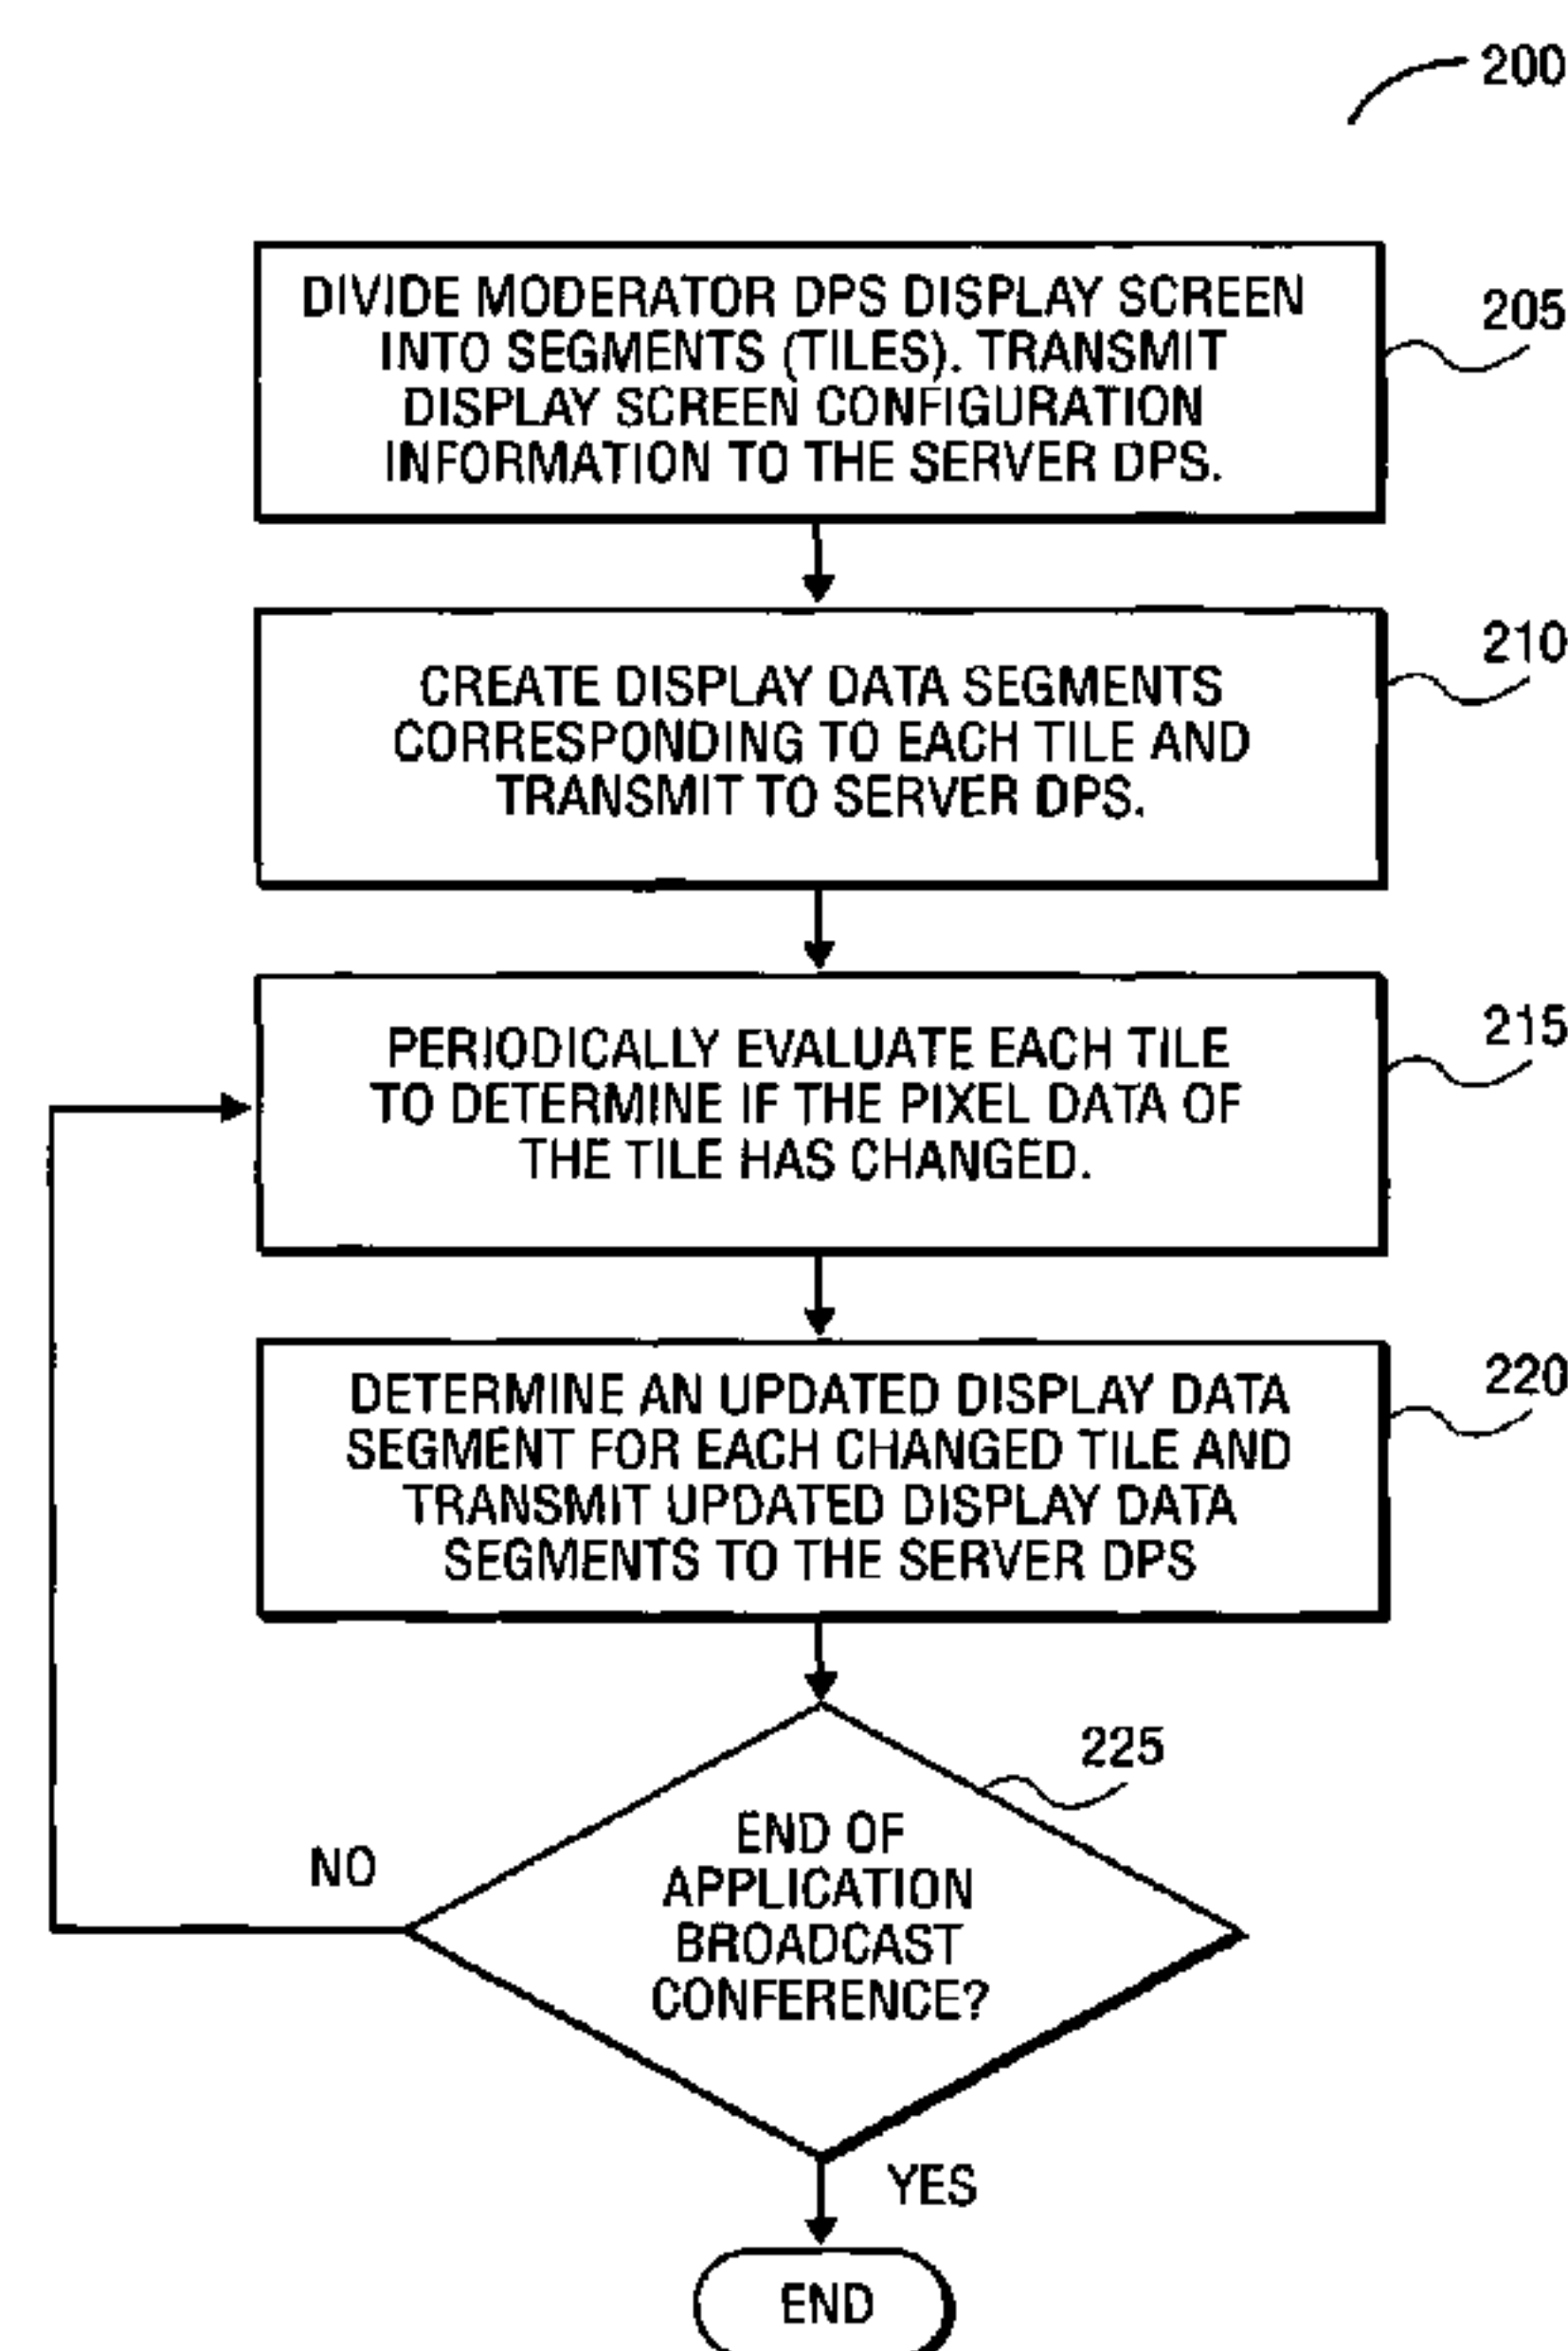 200
DIVIDE MODERATOR DPS DISPLAY SCREEN
INTO SEGMENTS (TILES). TRANSMIT
DISPLAY SCREEN CONFIGURATION
INFORMATION TO THE SERVER DPS.
205
CREATE DISPLAY DATA SEGMENTS
CORRESPONDING TO EACH TILE AND
TRANSMIT TO SERVER DPS.
210
PERIODICALLY EVALUATE EACH TILE
TO DETERMINE IF THE PIXEL DATA OF
THE TILE HAS CHANGED.
215
DETERMINE AN UPDATED DISPLAY DATA
SEGMENT FOR EACH CHANGED TILE AND
TRANSMIT UPDATED DISPLAY DATA
SEGMENTS TO THE SERVER DPS
220
225
END OF
APPLICATION
BROADCAST
CONFERENCE?
NO
YES
END